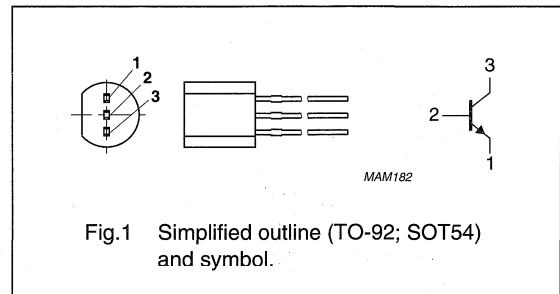 1
2
3
3
2
1
MAM182
Fig.1 Simplified outline (TO-92; SOT54)
and symbol.